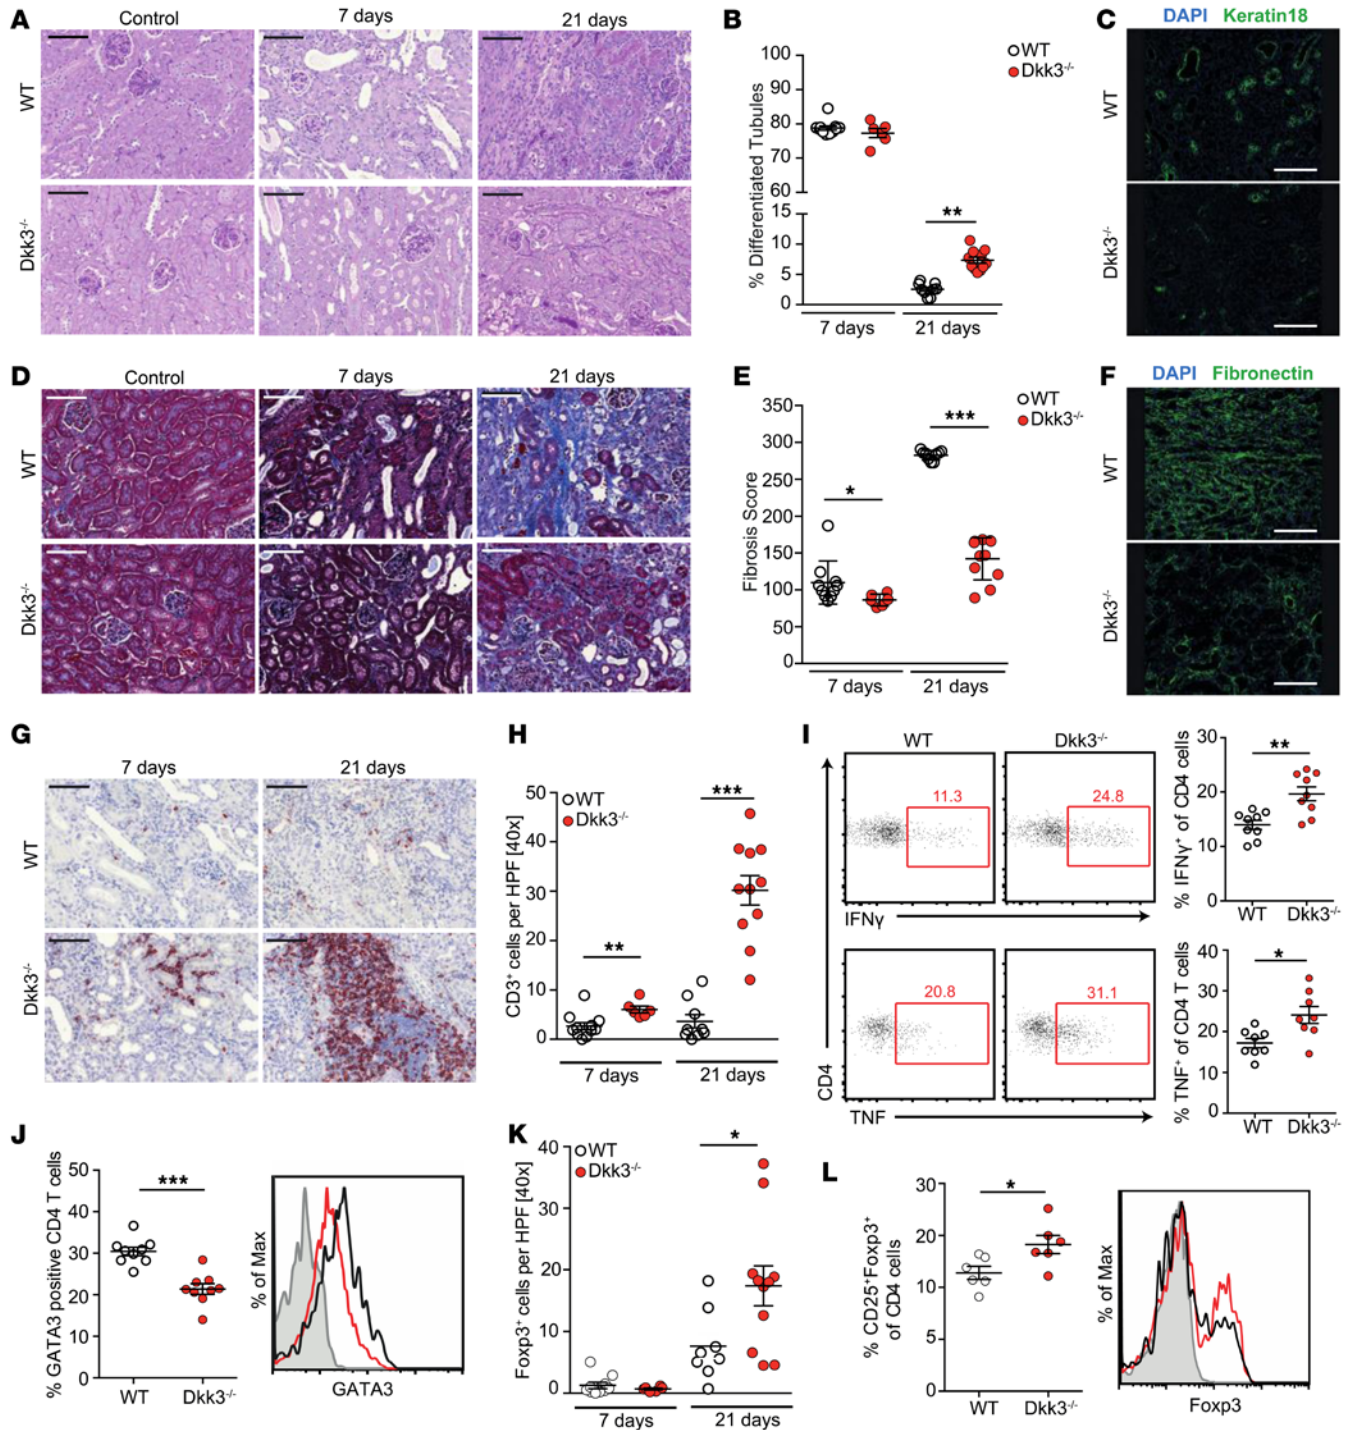 A
Control
7 days
21 days
WT
Dkk3-/-
B
WT
Dkk3-/-
% Differentiated Tubules
100
90
80
70
60
15
10
5
0
**
7 days
21 days
C
DAPI Keratin18
WT
Dkk3-/-
D
Control
7 days
21 days
WT
Dkk3-/-
E
WT
Dkk3-/-
Fibrosis Score
350
300
250
200
150
100
50
0
*
***
7 days
21 days
F
DAPI Fibronectin
WT
Dkk3-/-
G
7 days
21 days
WT
Dkk3-/-
H
WT
Dkk3-/-
CD3+ cells per HPF [40x]
50
40
30
20
10
0
**
***
7 days
21 days
I
WT
Dkk3-/-
11.3
24.8
IFNγ
20.8
31.1
CD4
TNF
% IFNγ+ of CD4 cells
30
20
10
0
**
WT
Dkk3-/-
% TNF+ of CD4 T cells
40
30
20
10
0
*
WT
Dkk3-/-
J
% GATA3 positive CD4 T cells
50
40
30
20
10
0
***
WT
Dkk3-/-
% of Max
GATA3
K
WT
Dkk3-/-
Foxp3+ cells per HPF [40x]
40
30
20
10
0
*
7 days
21 days
L
% CD25+Foxp3+
of CD4 cells
30
20
10
5
0
*
WT
Dkk3-/-
% of Max
Foxp3